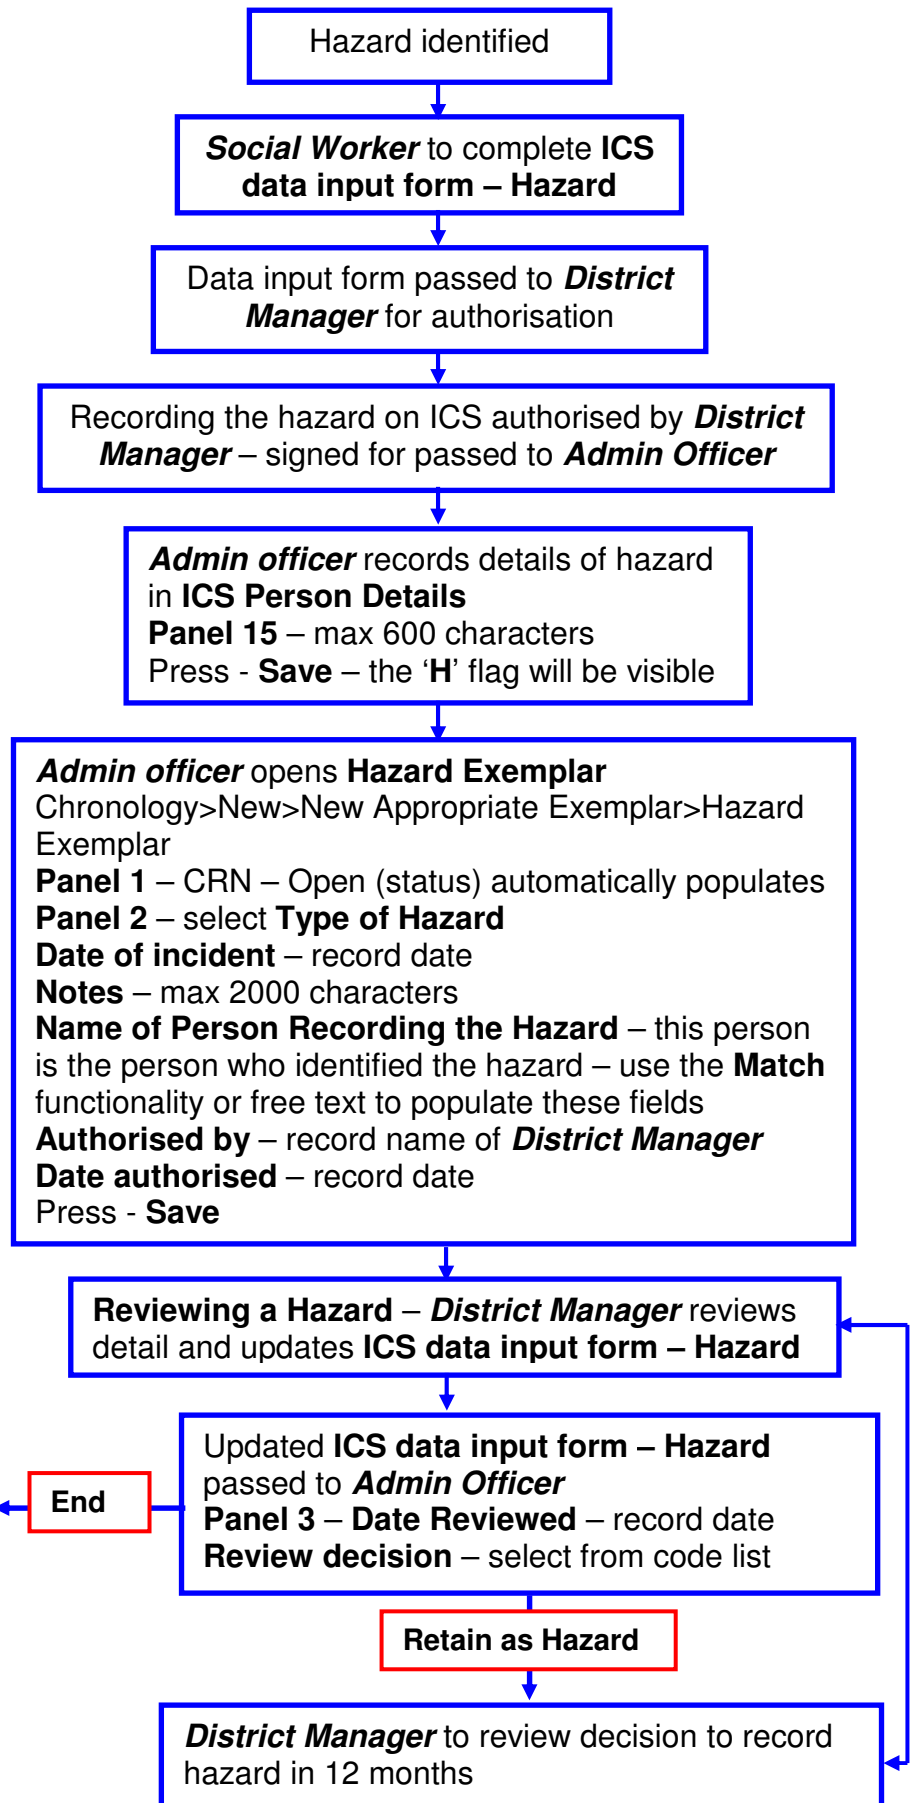 Hazard identified
Social Worker to complete ICS
data input form – Hazard
Data input form passed to District
Manager for authorisation
Recording the hazard on ICS authorised by District
Manager – signed for passed to Admin Officer
Admin officer records details of hazard
in ICS Person Details
Panel 15 – max 600 characters
Press - Save – the ‘H’ flag will be visible
Admin officer opens Hazard Exemplar
Chronology>New>New Appropriate Exemplar>Hazard
Exemplar
Panel 1 – CRN – Open (status) automatically populates
Panel 2 – select Type of Hazard
Date of incident – record date
Notes – max 2000 characters
Name of Person Recording the Hazard – this person
is the person who identified the hazard – use the Match
functionality or free text to populate these fields
Authorised by – record name of District Manager
Date authorised – record date
Press - Save
Reviewing a Hazard – District Manager reviews
detail and updates ICS data input form – Hazard
Updated ICS data input form – Hazard
passed to Admin Officer
Panel 3 – Date Reviewed – record date
Review decision – select from code list
End
Retain as Hazard
District Manager to review decision to record
hazard in 12 months